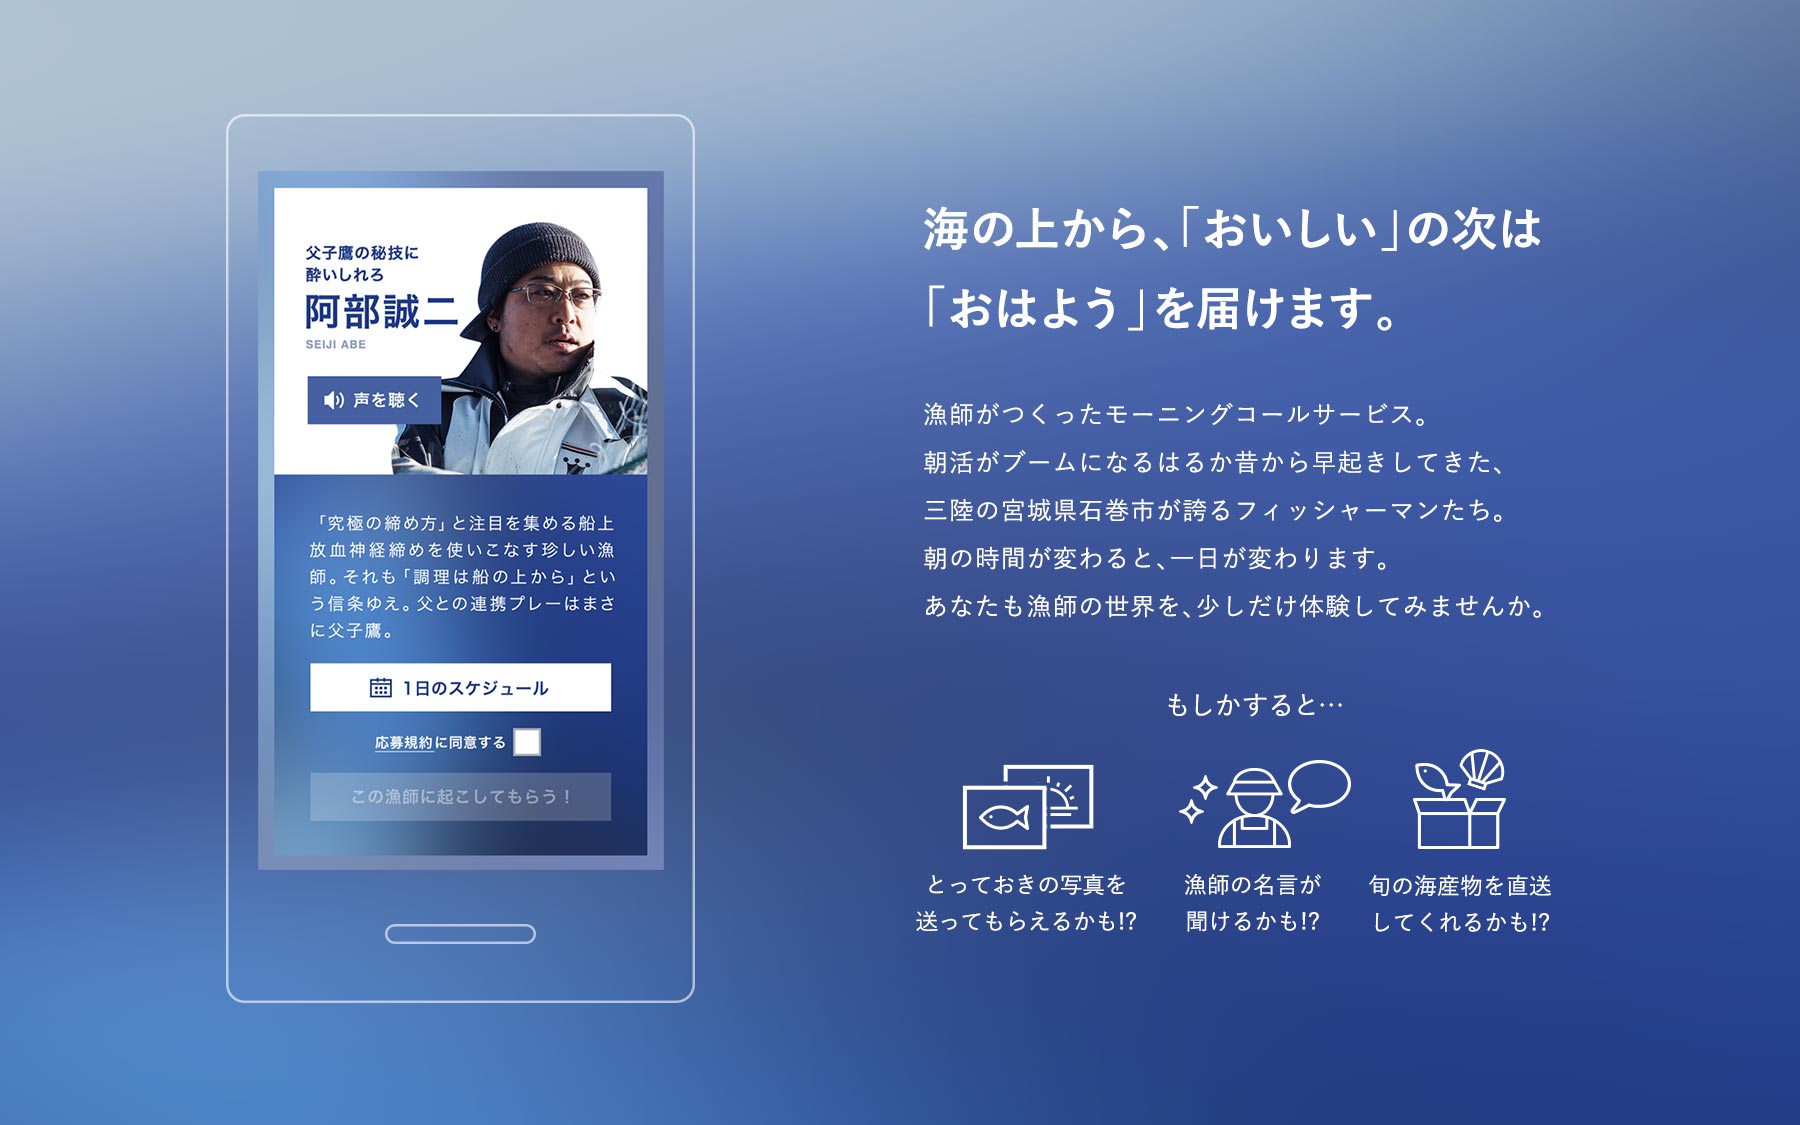 父子鷹の秘技に
酔いしれろ
阿部誠二
SEIJI ABE
声を聴く
「究極の締め方」と注目を集める船上
放血神経締めを使いこなす珍しい漁
師。それも「調理は船の上から」とい
う信条ゆえ。父との連携プレーはまさ
に父子鷹。
1日のスケジュール
応募規約に同意する
この漁師に起こしてもらう！
海の上から、「おいしい」の次は
「おはよう」を届けます。
漁師がつくったモーニングコールサービス。
朝活がブームになるはるか昔から早起きしてきた、
三陸の宮城県石巻市が誇るフィッシャーマンたち。
朝の時間が変わると、一日が変わります。
あなたも漁師の世界を、少しだけ体験してみませんか。
もしかすると…
とっておきの写真を
送ってもらえるかも!?
漁師の名言が
聞けるかも!?
旬の海産物を直送
してくれるかも!?